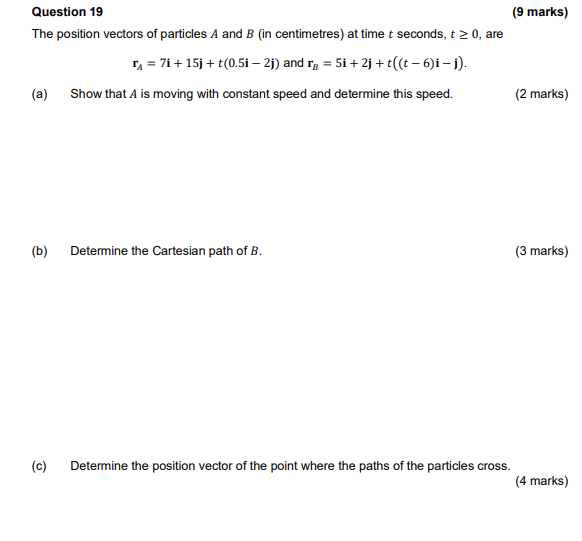 Question 19 (9 marks)
The position vectors of particles A and B (in centimetres) at time t seconds, t ≥ 0, are
r_A = 7i + 15j + t(0.5i – 2j) and r_B = 5i + 2j + t((t – 6)i – j).
(a) Show that A is moving with constant speed and determine this speed. (2 marks)
(b) Determine the Cartesian path of B. (3 marks)
(c) Determine the position vector of the point where the paths of the particles cross.
(4 marks)